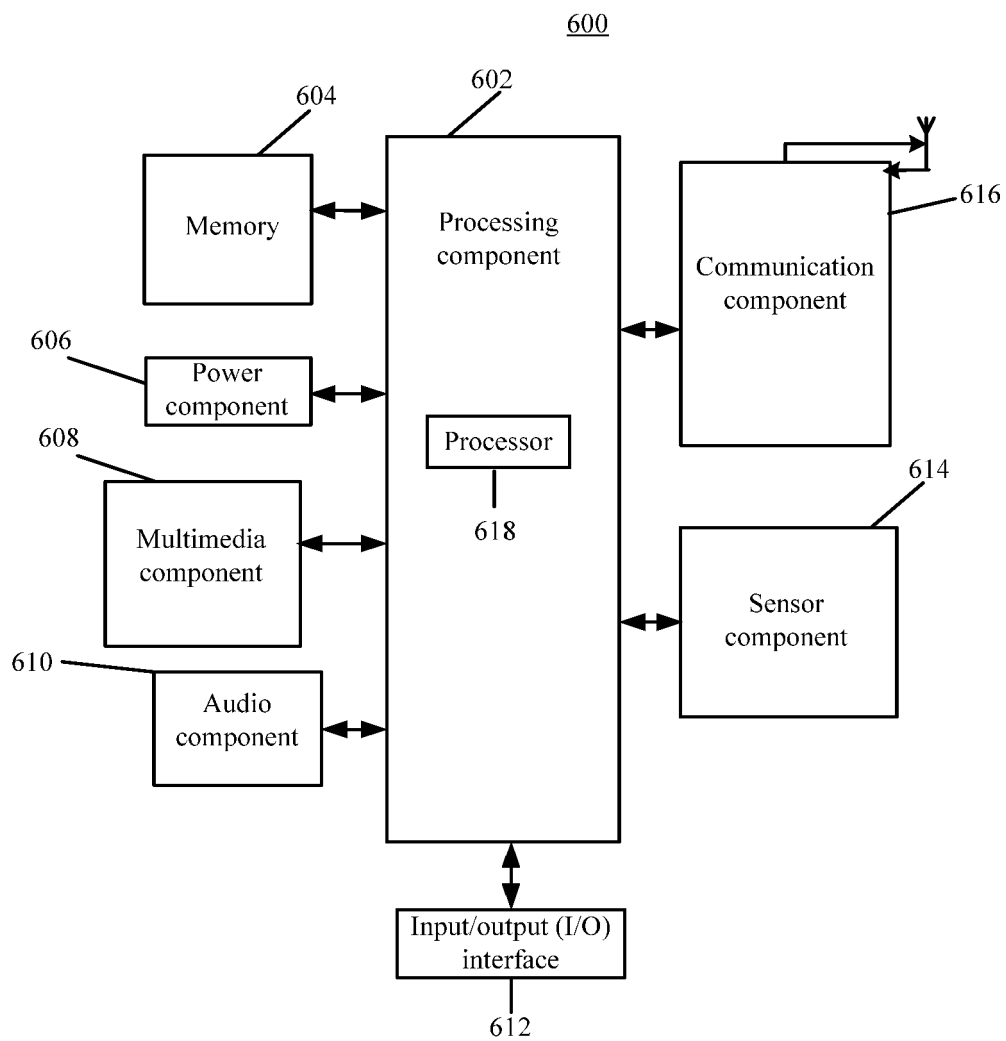 600
602
604
Memory
Processing
component
616
Communication
component
606
Power
component
608
Processor
618
Multimedia
component
614
Sensor
component
610
Audio
component
Input/output (I/O)
interface
612